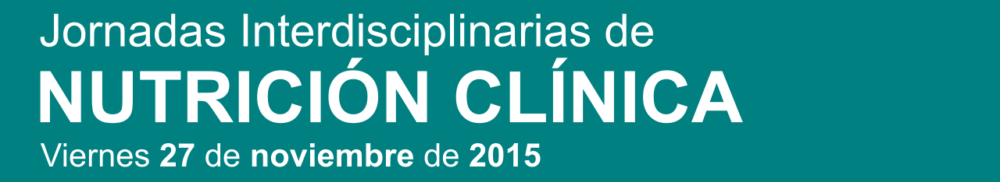 Jornadas Interdisciplinarias de
NUTRICIÓN CLÍNICA
Viernes 27 de noviembre de 2015